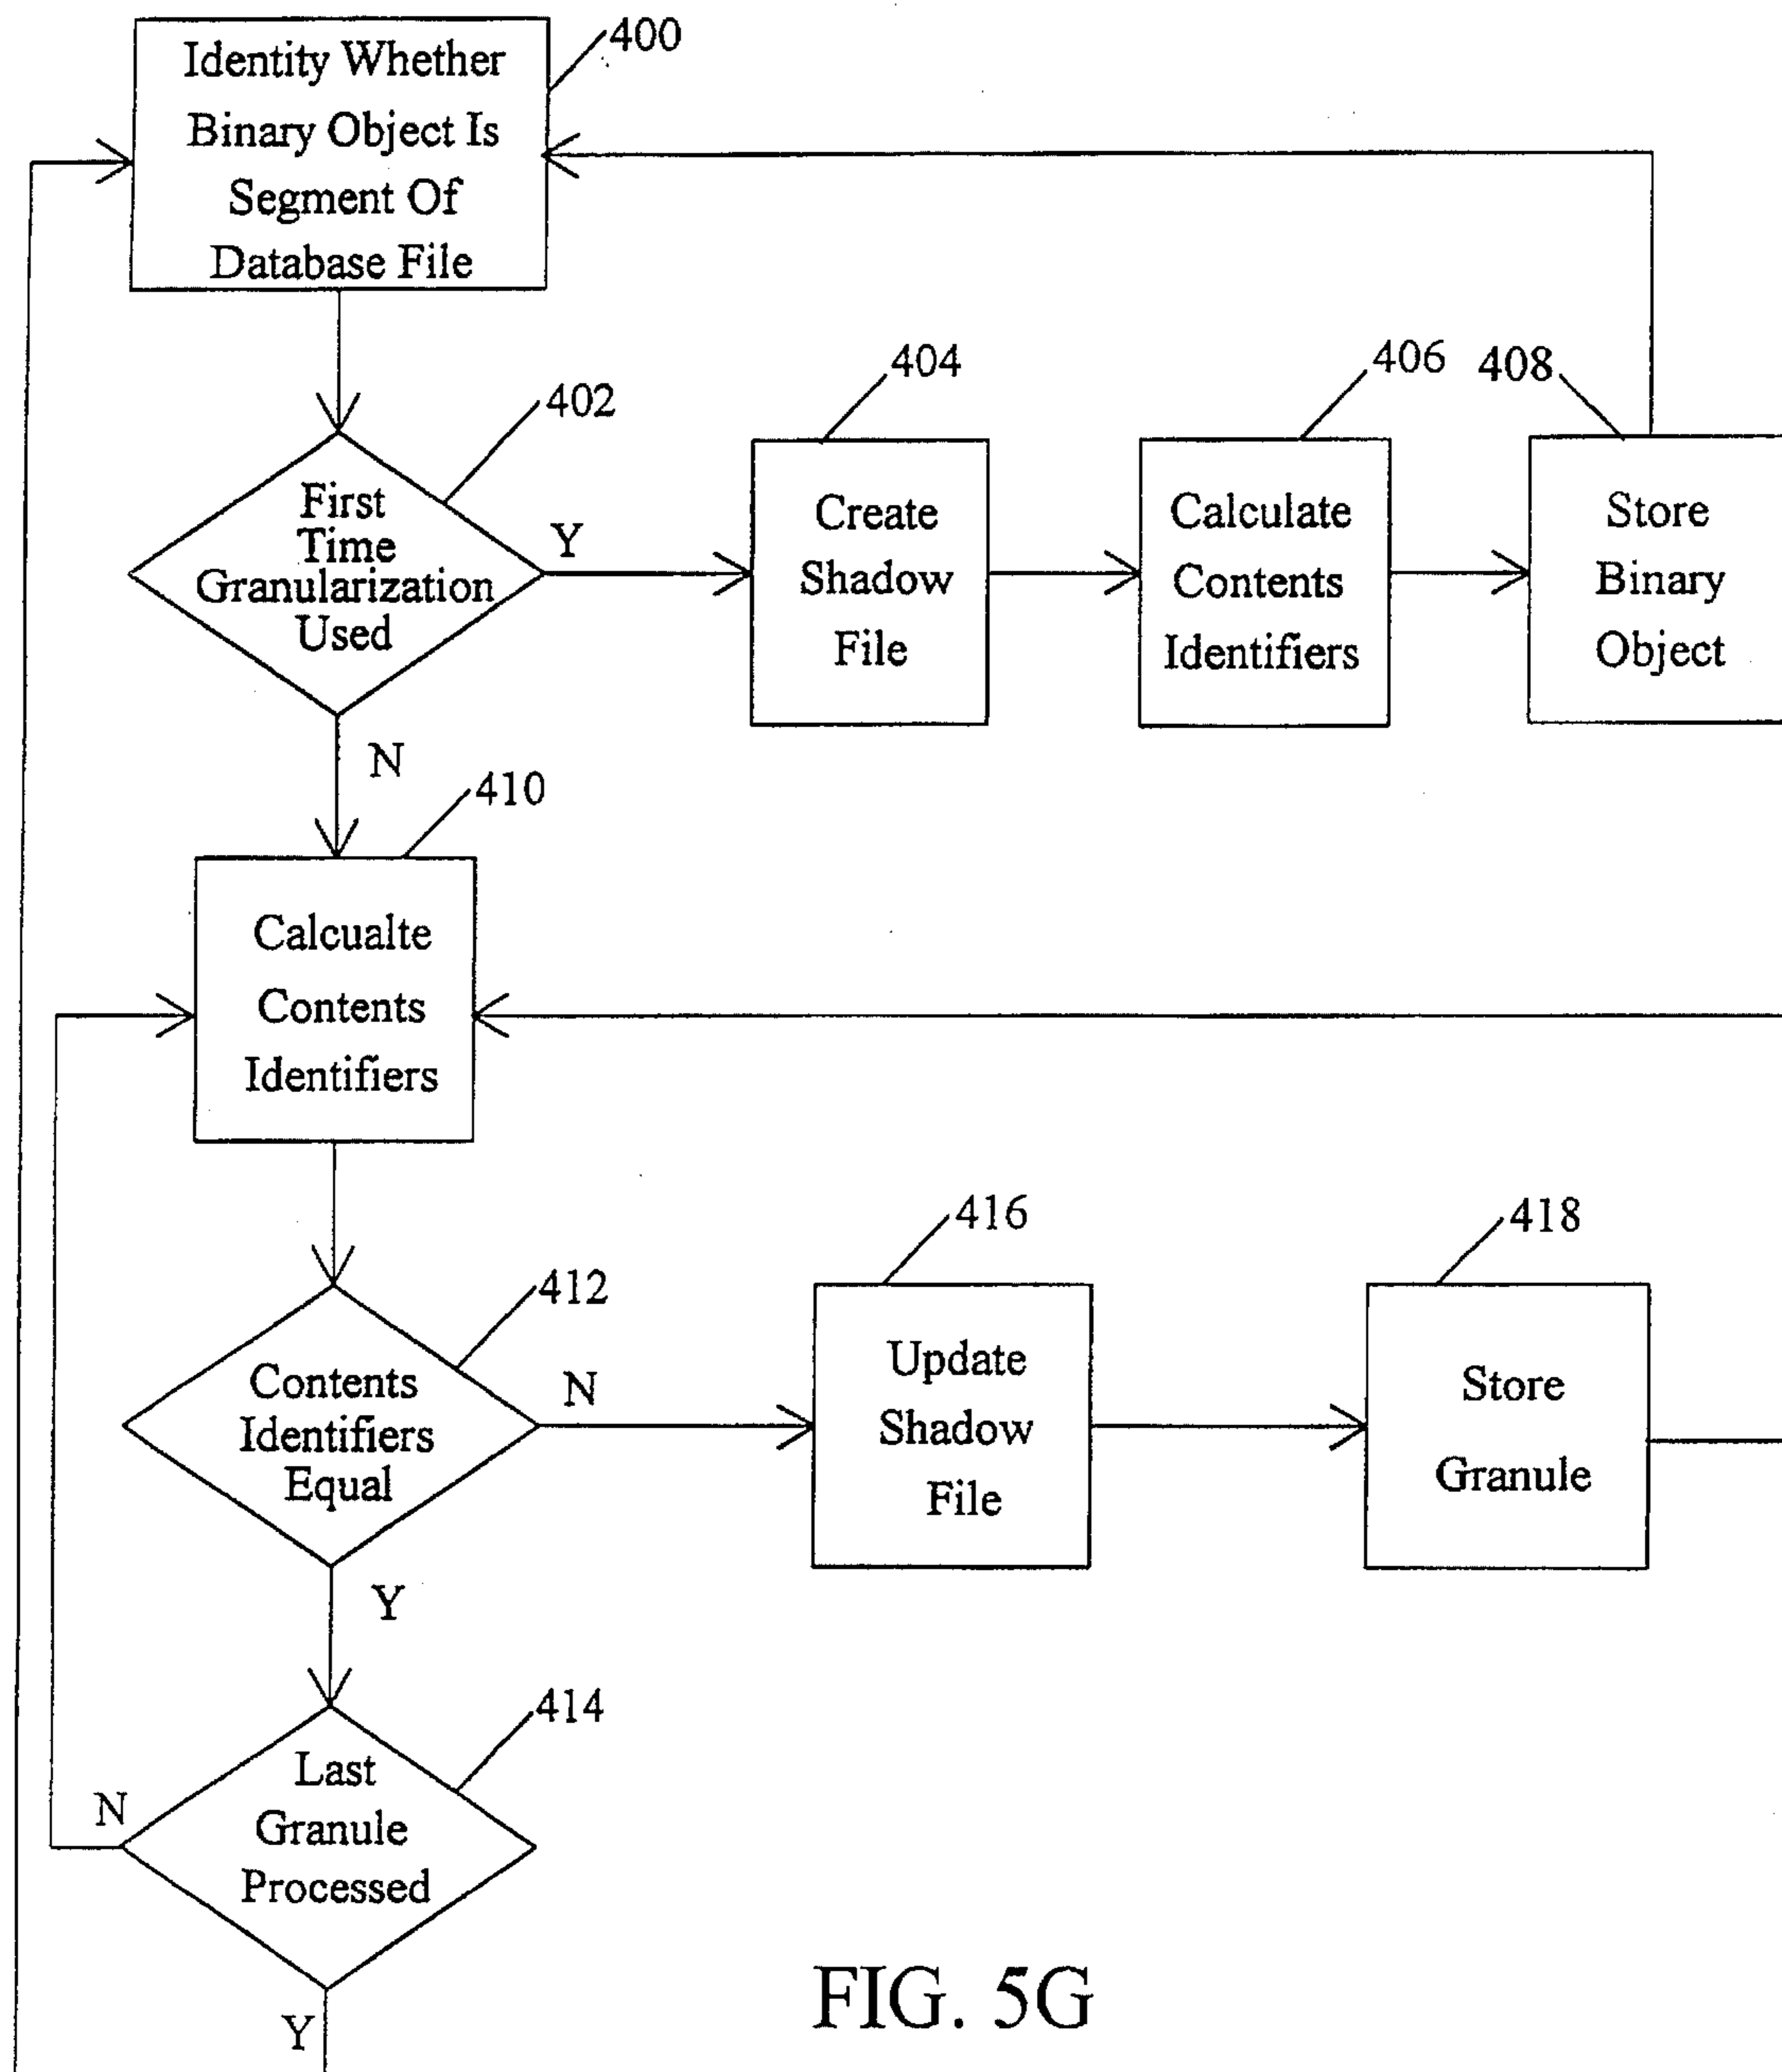 Identity Whether
Binary Object Is
Segment Of
Database File
400
First
Time
Granularization
Used
402
Y
N
404
Create
Shadow
File
406
Calculate
Contents
Identifiers
408
Store
Binary
Object
410
Calcualte
Contents
Identifiers
412
Contents
Identifiers
Equal
N
Y
416
Update
Shadow
File
418
Store
Granule
414
Last
Granule
Processed
N
Y
FIG. 5G